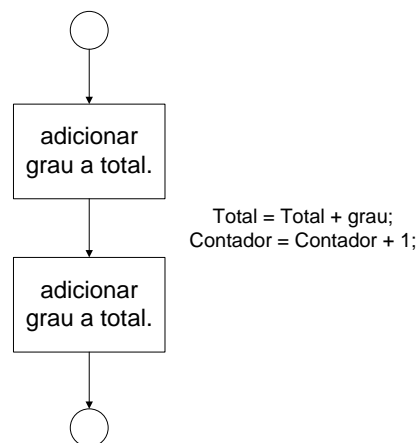 adicionar
grau a total.
Total = Total + grau;
Contador = Contador + 1;
adicionar
grau a total.